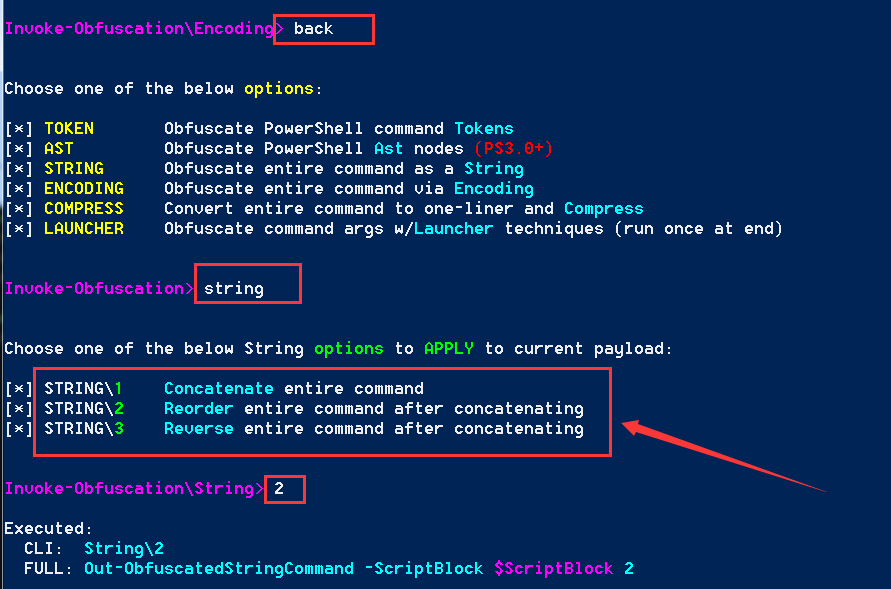 Invoke-Obfuscation\Encoding> back
Choose one of the below options:
[*] TOKEN Obfuscate PowerShell command Tokens
[*] AST Obfuscate PowerShell Ast nodes (PS3.0+)
[*] STRING Obfuscate entire command as a String
[*] ENCODING Obfuscate entire command via Encoding
[*] COMPRESS Convert entire command to one-liner and Compress
[*] LAUNCHER Obfuscate command args w/Launcher techniques (run once at end)
Invoke-Obfuscation> string
Choose one of the below String options to APPLY to current payload:
[*] STRING\1 Concatenate entire command
[*] STRING\2 Reorder entire command after concatenating
[*] STRING\3 Reverse entire command after concatenating
Invoke-Obfuscation\String> 2
Executed:
CLI: String\2
FULL: Out-ObfuscatedStringCommand -ScriptBlock $ScriptBlock 2